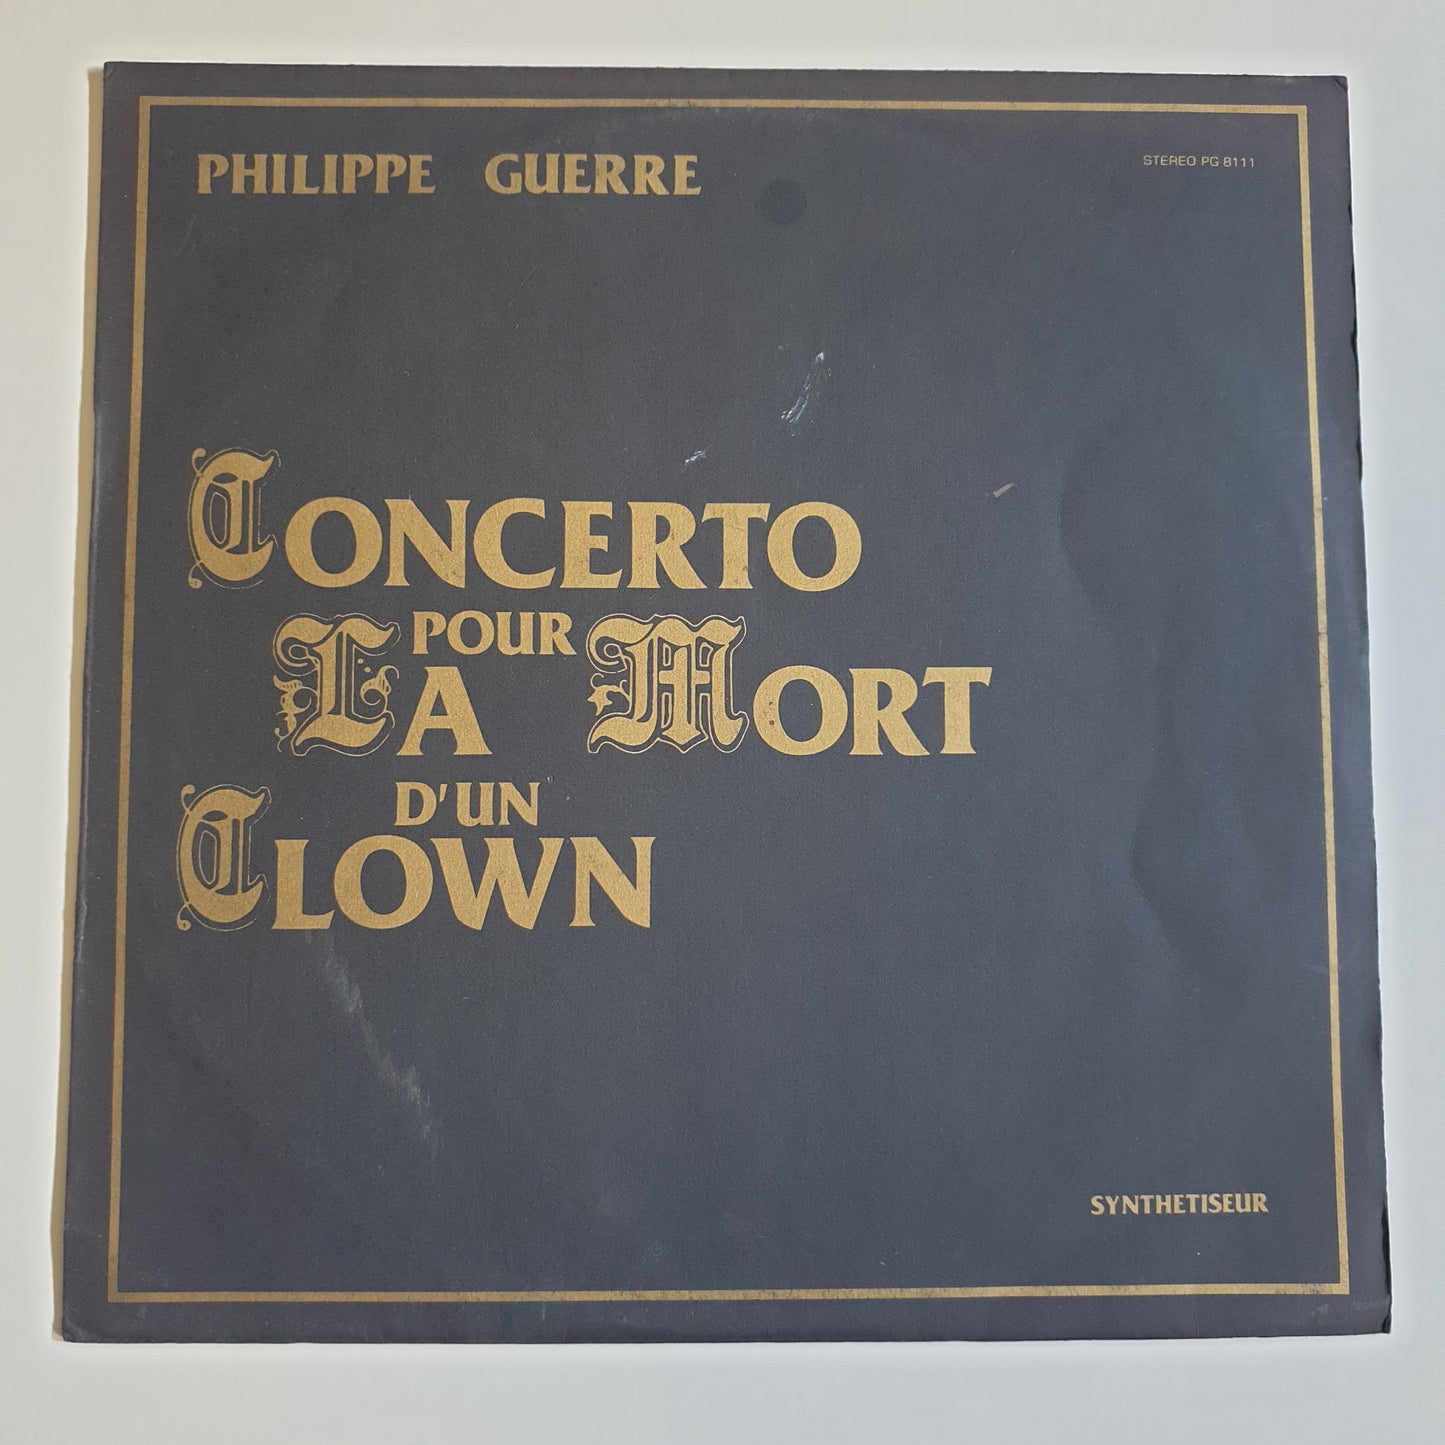 PHILIPPE GUERRE
STEREO PG 8111
CONCERTO
POUR
LA MORT
D'UN
CLOWN
SYNTHETISEUR